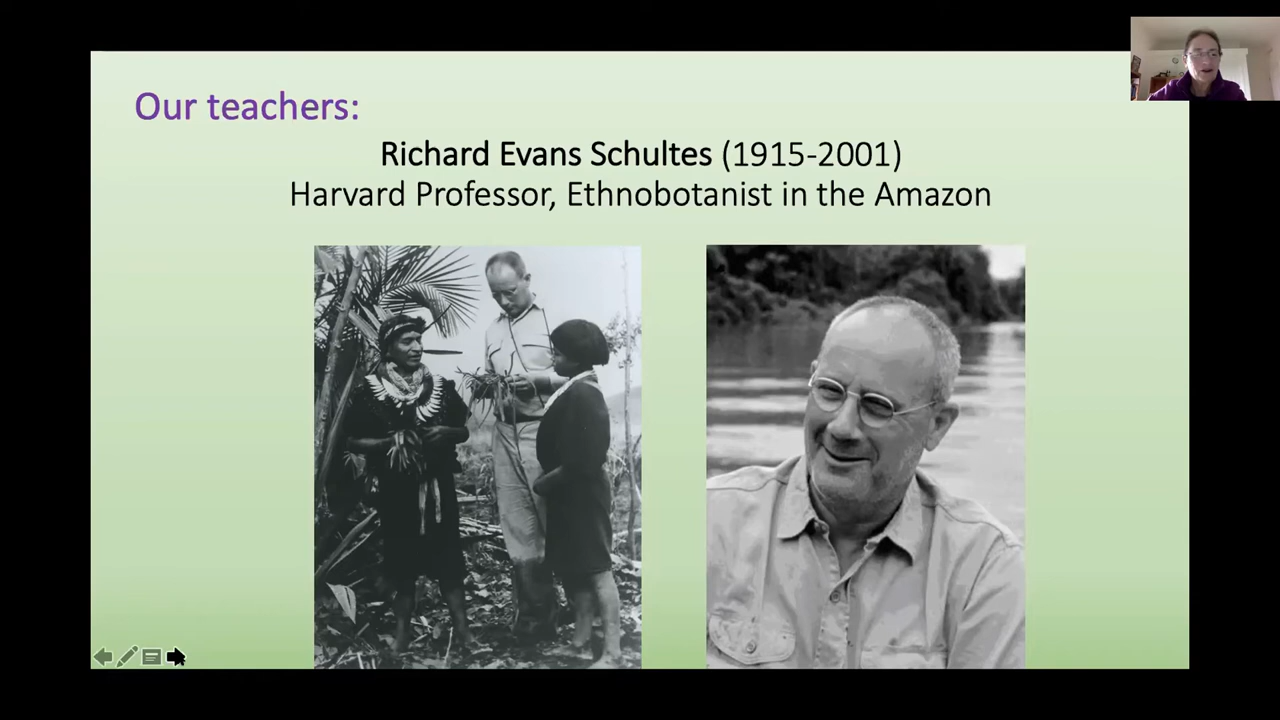 Our teachers:
Richard Evans Schultes (1915-2001)
Harvard Professor, Ethnobotanist in the Amazon